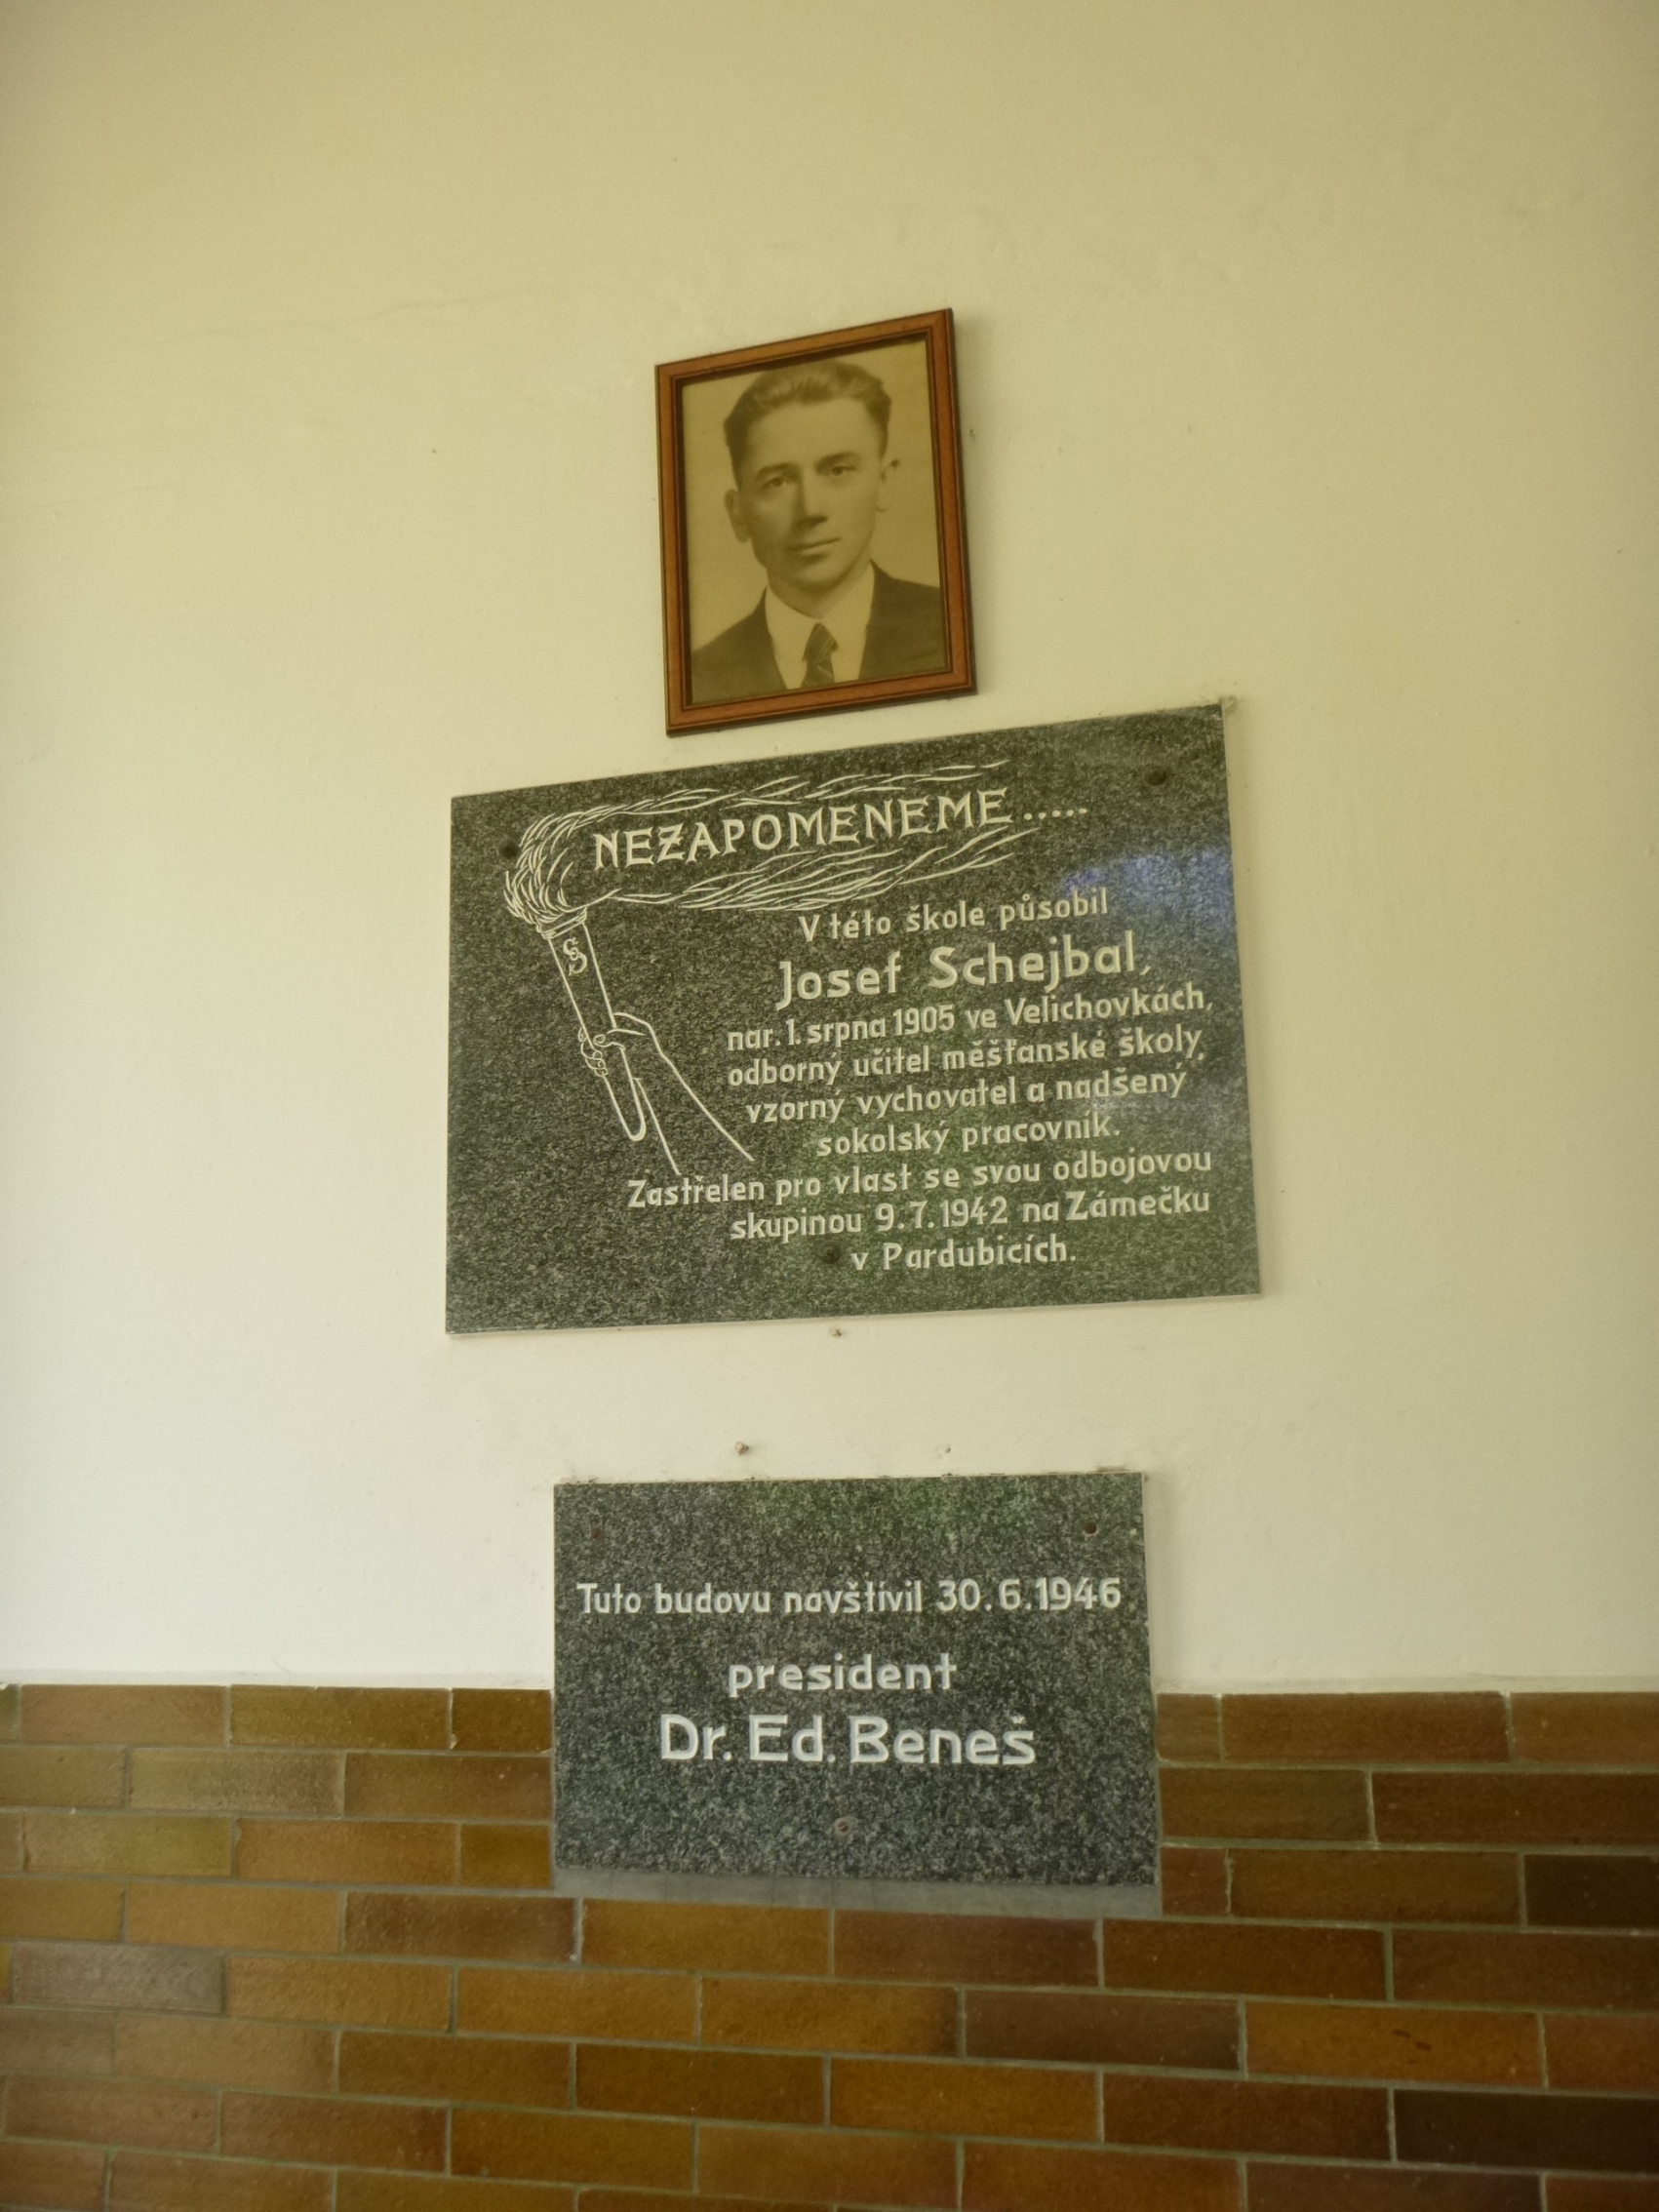 NEZAPOMENEME.....
V této škole působil
Josef Schejbal,
nar. 1. srpna 1905 ve Velichovkách,
odborný učitel měšťanské školy,
vzorný vychovatel a nadšený
sokolský pracovník.
Zastřelen pro vlast se svou odbojovou
skupinou 9.7.1942 na Zámečku
v Pardubicích.
Tuto budovu navštívil 30.6.1946
president
Dr. Ed. Beneš